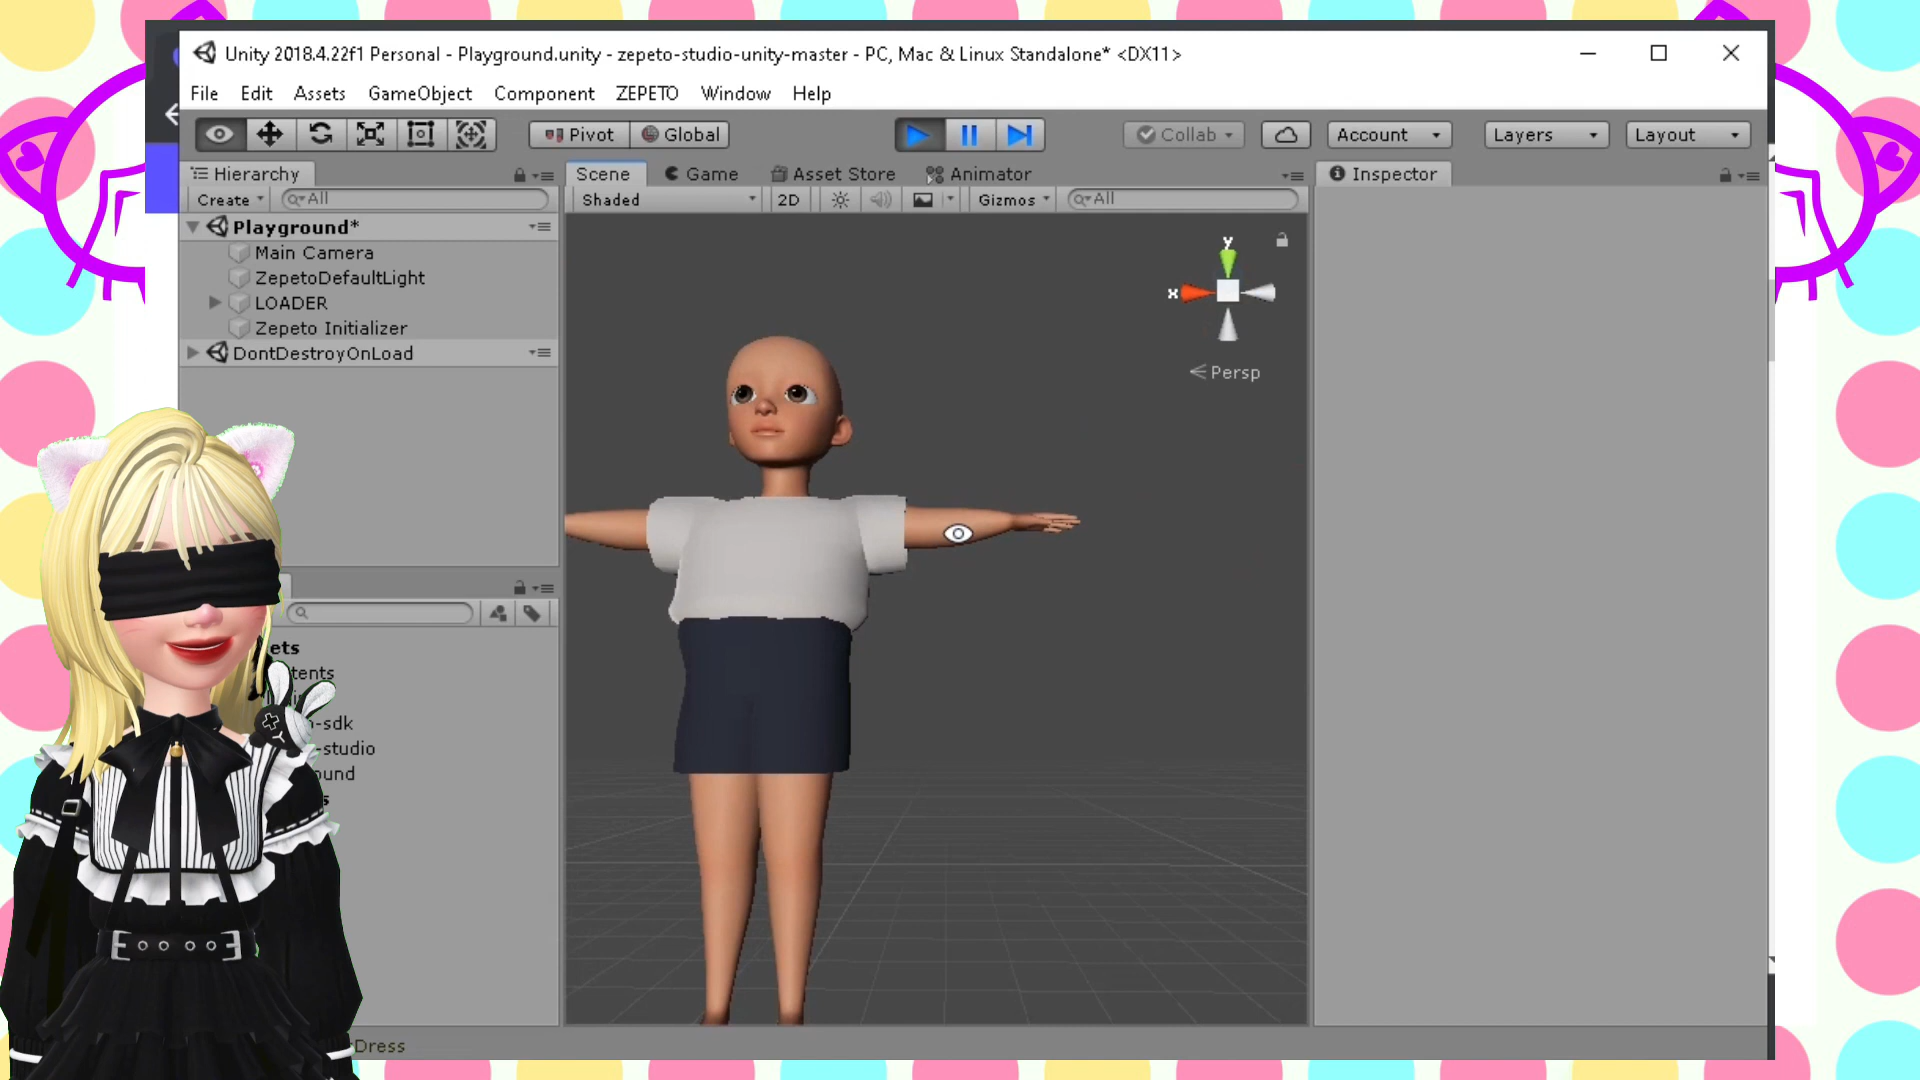 Unity 2018.4.22f1 Personal - Playground.unity - zepeto-studio-unity-master - PC, Mac & Linux Standalone* <DX11>
File Edit Assets GameObject Component ZEPETO Window Help
Pivot Global Collab Account Layers Layout
Hierarchy Scene Game Asset Store Animator Inspector
Create All Shaded 2D Gizmos All
Playground*
Main Camera
ZepetoDefaultLight
LOADER
Zepeto Initializer
DontDestroyOnLoad
y
x
Persp
ets
tents
-sdk
-studio
ound
s
Dress